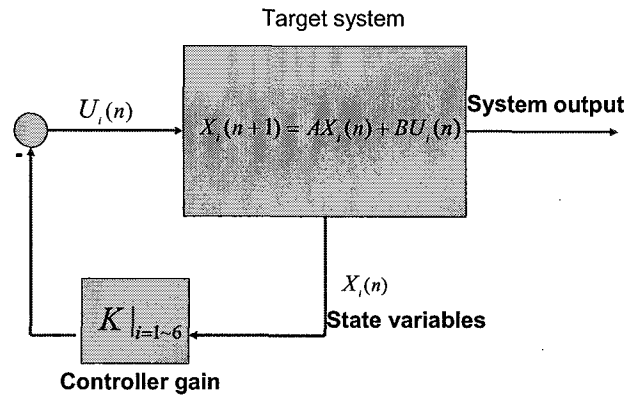 Target system
U_i(n)
X_i(n+1) = AX_i(n) + BU_i(n)
System output
-
X_i(n)
State variables
K|_{i=1~6}
Controller gain